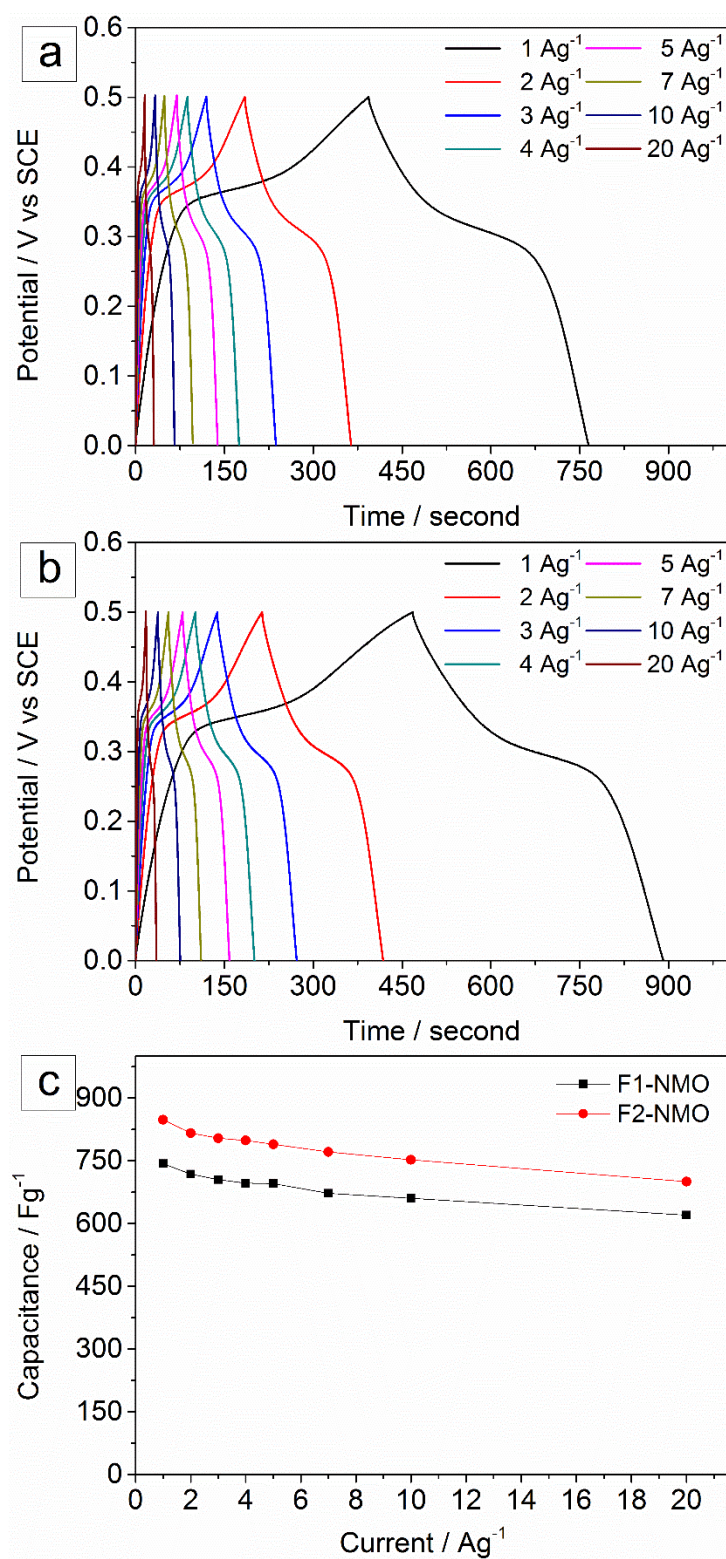 a
0.6
0.5
0.4
0.3
0.2
0.1
0.0
Potential / V vs SCE
1 Ag⁻¹ 5 Ag⁻¹
2 Ag⁻¹ 7 Ag⁻¹
3 Ag⁻¹ 10 Ag⁻¹
4 Ag⁻¹ 20 Ag⁻¹
0 150 300 450 600 750 900
Time / second
b
0.6
0.5
0.4
0.3
0.2
0.1
0.0
Potential / V vs SCE
1 Ag⁻¹ 5 Ag⁻¹
2 Ag⁻¹ 7 Ag⁻¹
3 Ag⁻¹ 10 Ag⁻¹
4 Ag⁻¹ 20 Ag⁻¹
0 150 300 450 600 750 900
Time / second
c
900
750
600
450
300
150
0
Capacitance / Fg⁻¹
F1-NMO
F2-NMO
0 2 4 6 8 10 12 14 16 18 20
Current / Ag⁻¹